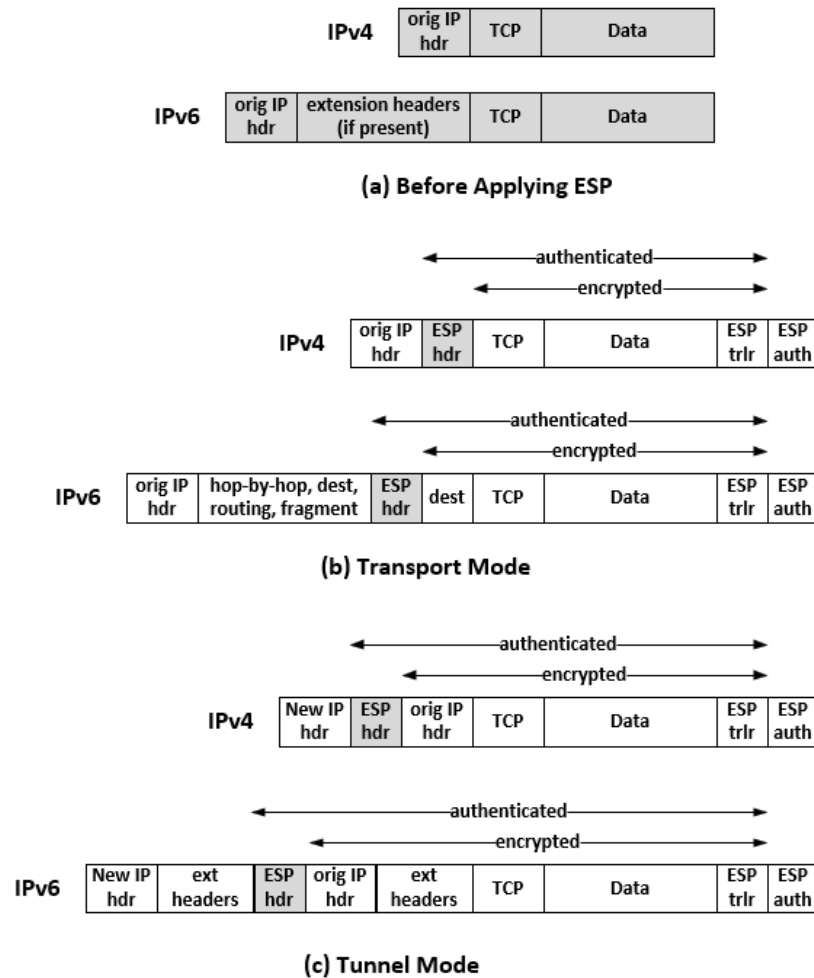 IPv4
orig IP
hdr
TCP
Data
IPv6
orig IP
hdr
extension headers
(if present)
TCP
Data
(a) Before Applying ESP
authenticated
encrypted
IPv4
orig IP
hdr
ESP
hdr
TCP
Data
ESP
trlr
ESP
auth
authenticated
encrypted
IPv6
orig IP
hdr
hop-by-hop, dest,
routing, fragment
ESP
hdr
dest
TCP
Data
ESP
trlr
ESP
auth
(b) Transport Mode
authenticated
encrypted
IPv4
New IP
hdr
ESP
hdr
orig IP
hdr
TCP
Data
ESP
trlr
ESP
auth
authenticated
encrypted
IPv6
New IP
hdr
ext
headers
ESP
hdr
orig IP
hdr
ext
headers
TCP
Data
ESP
trlr
ESP
auth
(c) Tunnel Mode